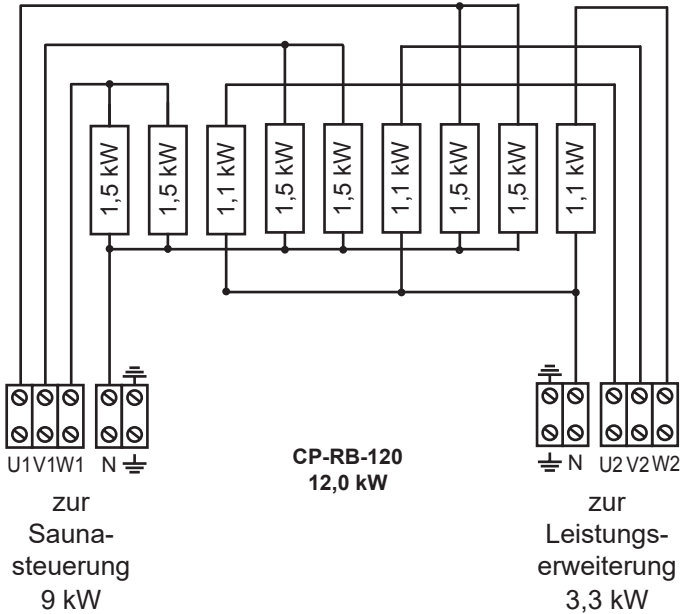 1,5 kW
1,5 kW
1,1 kW
1,5 kW
1,5 kW
1,1 kW
1,5 kW
1,5 kW
1,1 kW
U1 V1 W1 N
N U2 V2 W2
CP-RB-120
12,0 kW
zur
Sauna-
steuerung
9 kW
zur
Leistungs-
erweiterung
3,3 kW